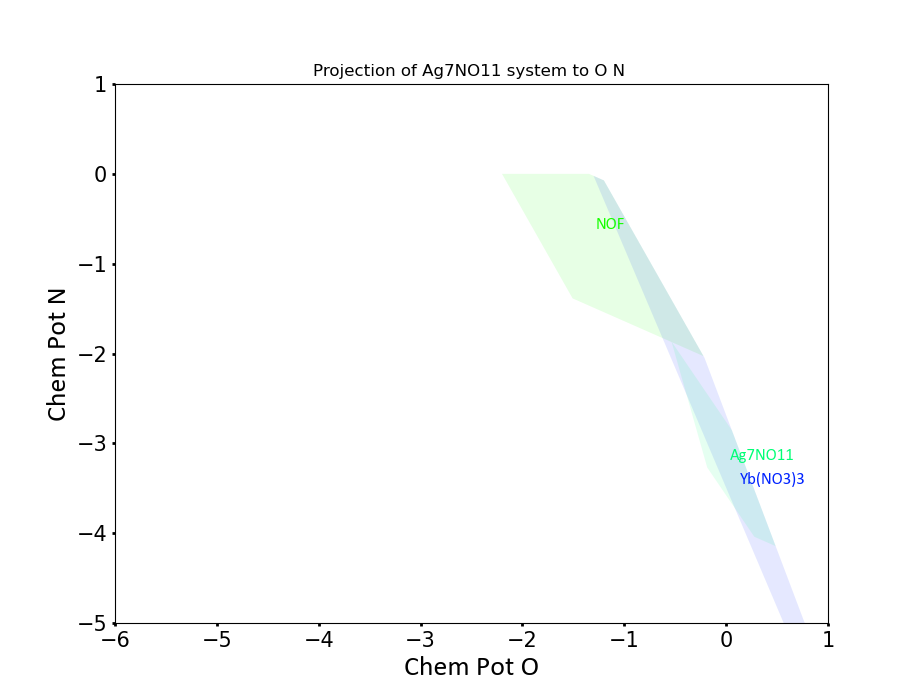 Projection of Ag7NO11 system to O N
1
0
−1
−2
−3
−4
−5
Chem Pot N
NOF
Ag7NO11
Yb(NO3)3
−6
−5
−4
−3
−2
−1
0
1
Chem Pot O